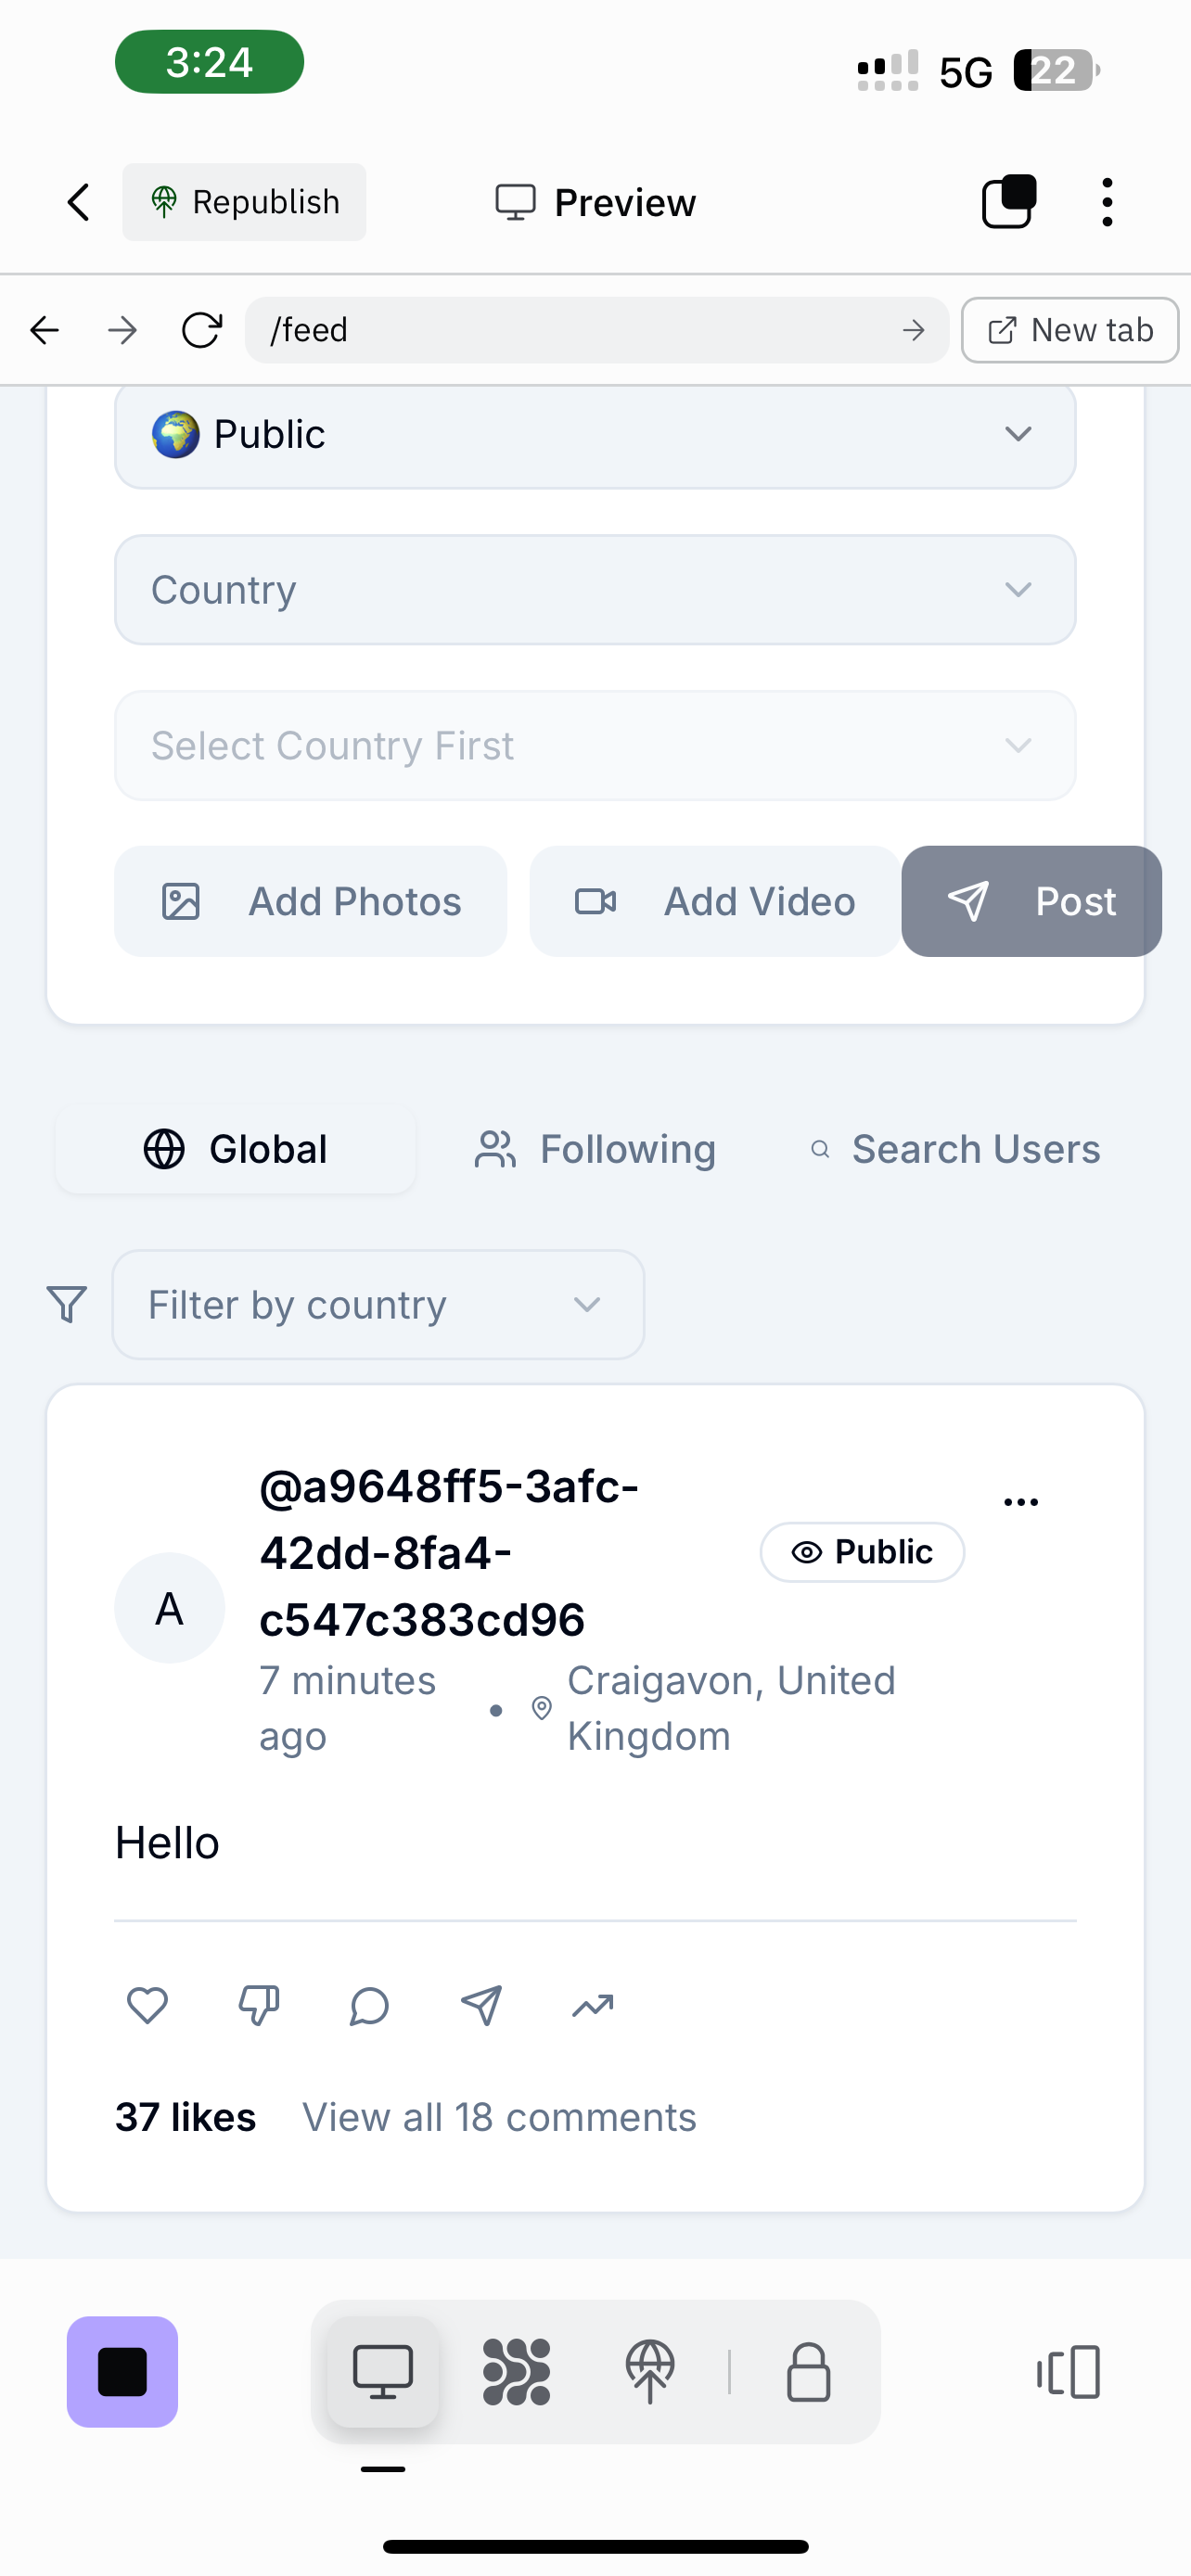 3:24
5G 22
Republish
Preview
/feed
New tab
Public
Country
Select Country First
Add Photos
Add Video
Post
Global
Following
Search Users
Filter by country
@a9648ff5-3afc-
42dd-8fa4-
c547c383cd96
Public
A
7 minutes
ago
•
Craigavon, United
Kingdom
Hello
37 likes
View all 18 comments